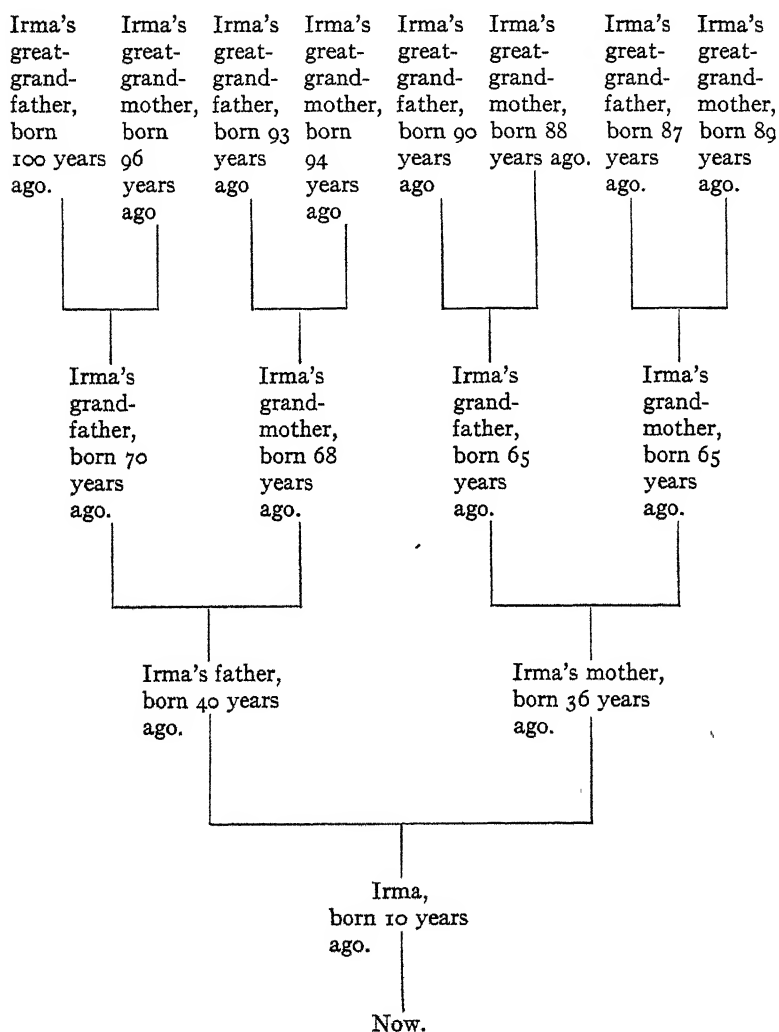 Irma's
great-
grand-
father,
born
100 years
ago.
Irma's
great-
grand-
mother,
born
96
years
ago
Irma's
great-
grand-
father,
born 93
years
ago
Irma's
great-
grand-
mother,
born
94
years
ago
Irma's
great-
grand-
father,
born 90
years
ago
Irma's
great-
grand-
mother,
born 88
years ago.
Irma's
great-
grand-
father,
born 87
years
ago.
Irma's
great-
grand-
mother,
born 89
years
ago.
Irma's
grand-
father,
born 70
years
ago.
Irma's
grand-
mother,
born 68
years
ago.
Irma's
grand-
father,
born 65
years
ago.
Irma's
grand-
mother,
born 65
years
ago.
Irma's father,
born 40 years
ago.
Irma's mother,
born 36 years
ago.
Irma,
born 10 years
ago.
Now.